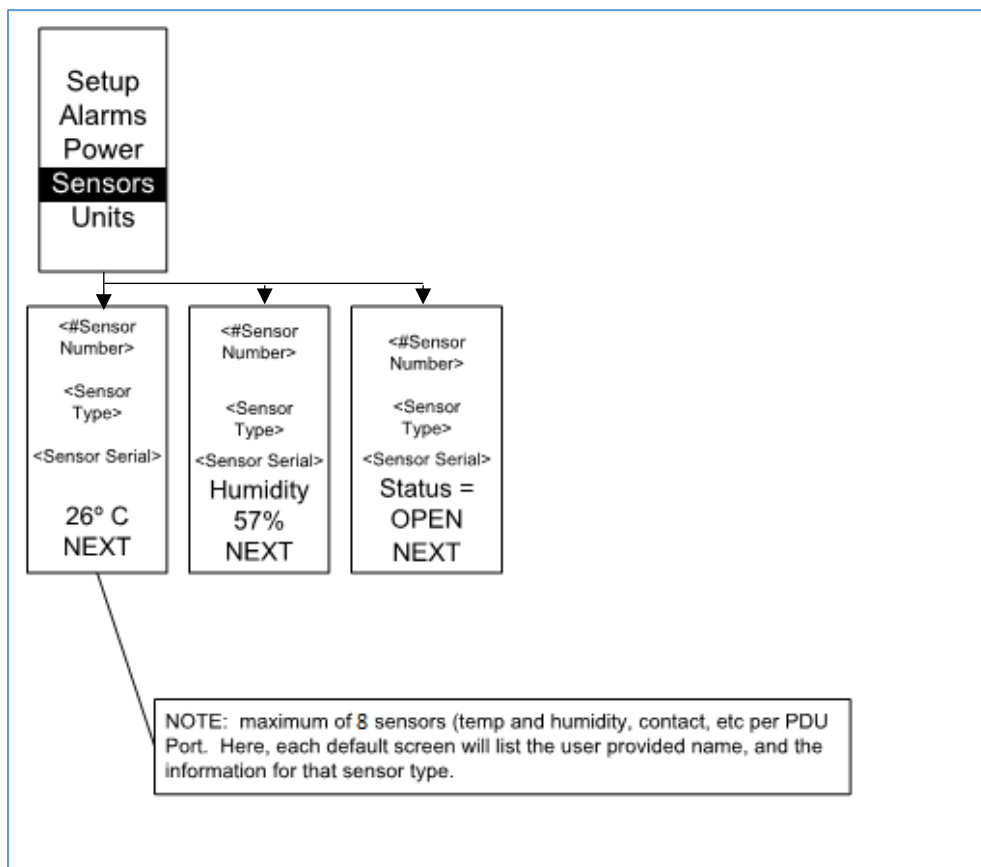 Setup
Alarms
Power
Sensors
Units
<#Sensor
Number>
<Sensor
Type>
<Sensor Serial>
26º C
NEXT
<#Sensor
Number>
<Sensor
Type>
<Sensor Serial>
Humidity
57%
NEXT
<#Sensor
Number>
<Sensor
Type>
<Sensor Serial>
Status =
OPEN
NEXT
NOTE: maximum of 8 sensors (temp and humidity, contact, etc per PDU
Port. Here, each default screen will list the user provided name, and the
information for that sensor type.